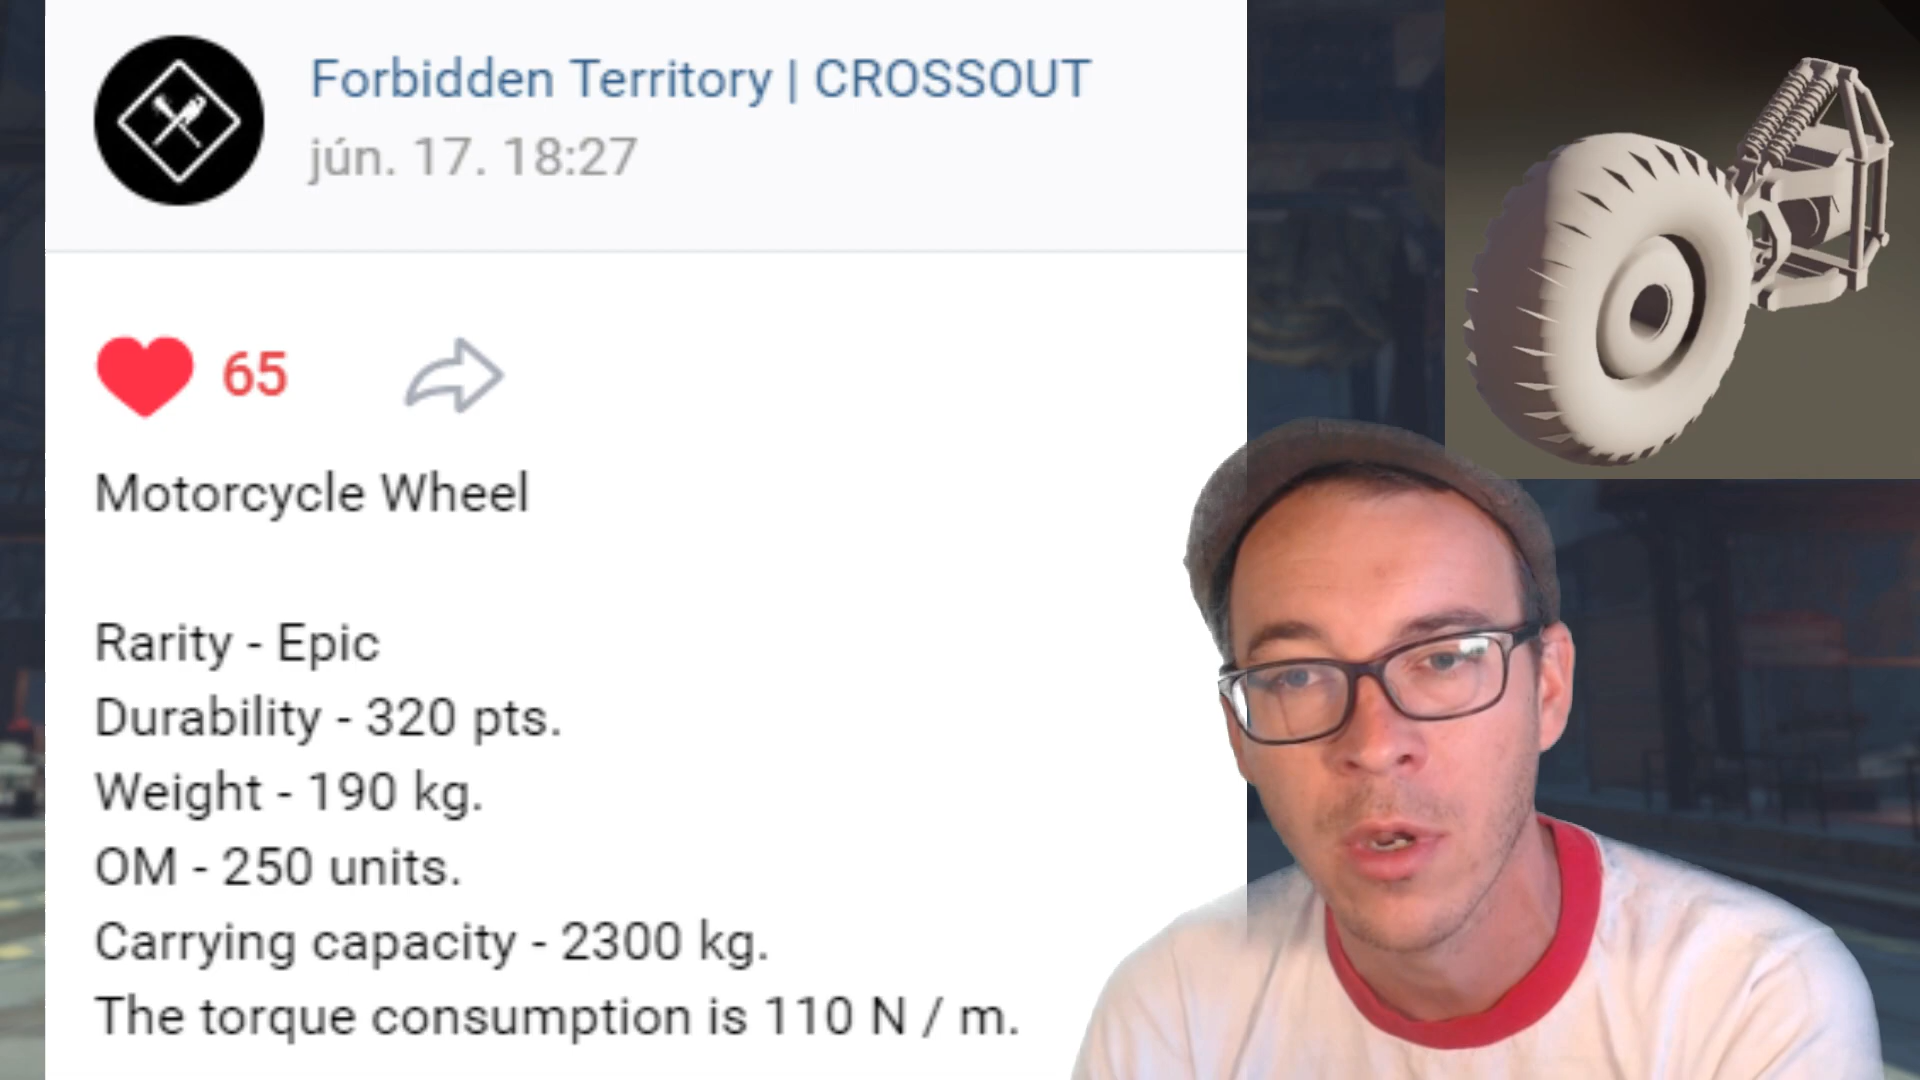 Forbidden Territory | CROSSOUT
jún. 17. 18:27
65
Motorcycle Wheel
Rarity - Epic
Durability - 320 pts.
Weight - 190 kg.
OM - 250 units.
Carrying capacity - 2300 kg.
The torque consumption is 110 N / m.